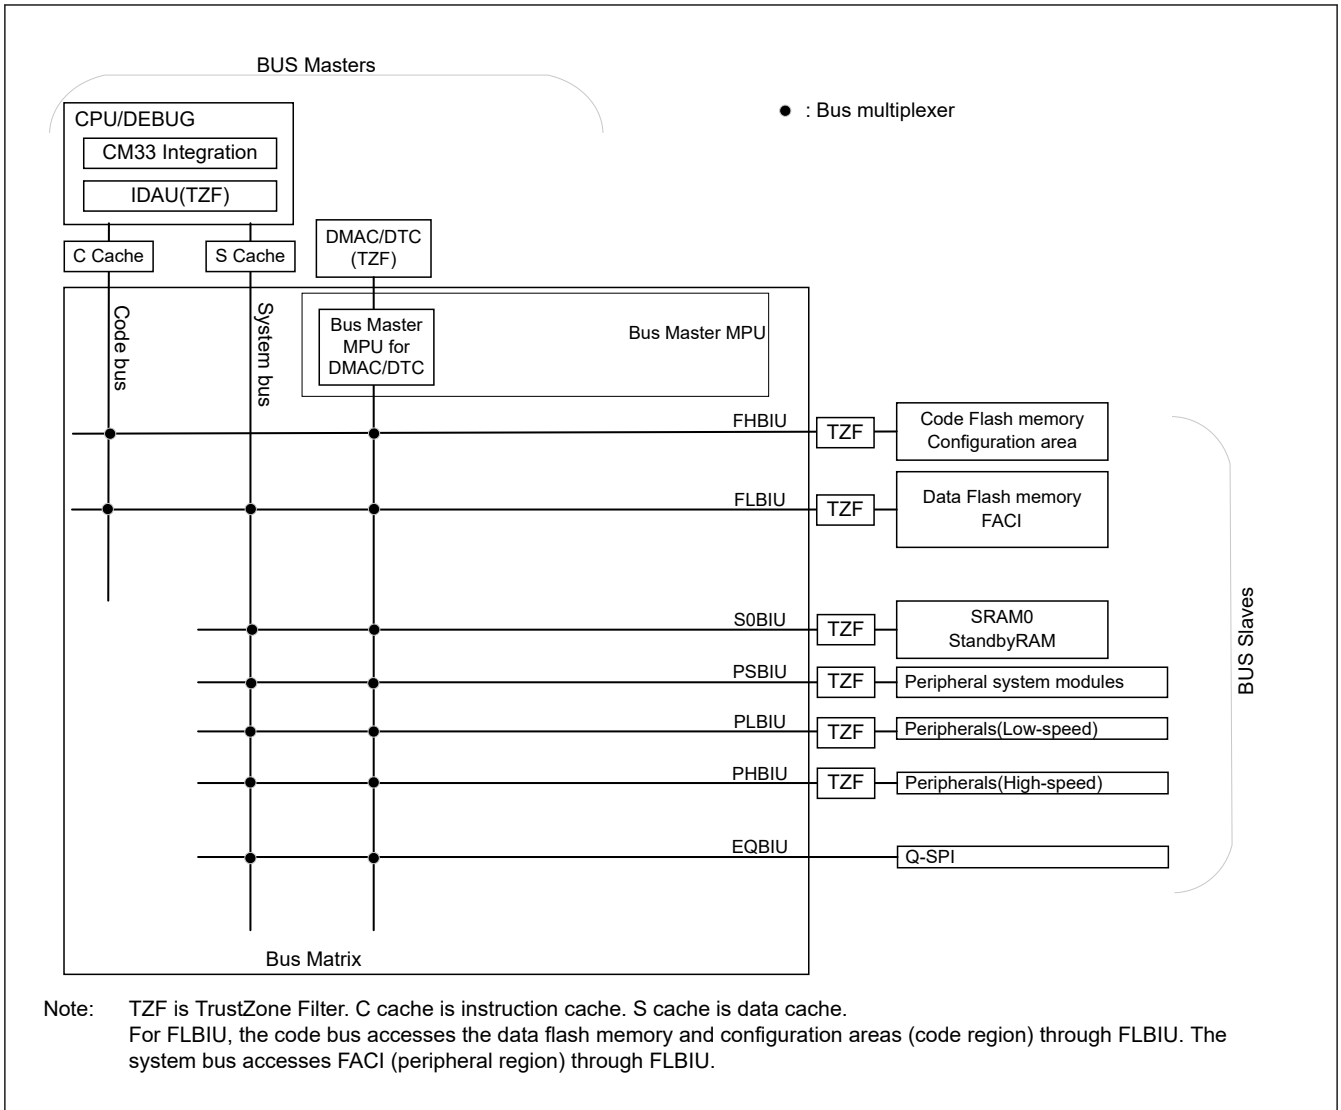 BUS Masters
CPU/DEBUG
CM33 Integration
IDAU(TZF)
● : Bus multiplexer
C Cache
S Cache
DMAC/DTC
(TZF)
Code bus
System bus
Bus Master
MPU for
DMAC/DTC
Bus Master MPU
FHBIU
TZF
Code Flash memory
Configuration area
FLBIU
TZF
Data Flash memory
FACI
S0BIU
TZF
SRAM0
StandbyRAM
PSBIU
TZF
Peripheral system modules
PLBIU
TZF
Peripherals(Low-speed)
PHBIU
TZF
Peripherals(High-speed)
EQBIU
Q-SPI
BUS Slaves
Bus Matrix
Note: TZF is TrustZone Filter. C cache is instruction cache. S cache is data cache.
For FLBIU, the code bus accesses the data flash memory and configuration areas (code region) through FLBIU. The
system bus accesses FACI (peripheral region) through FLBIU.